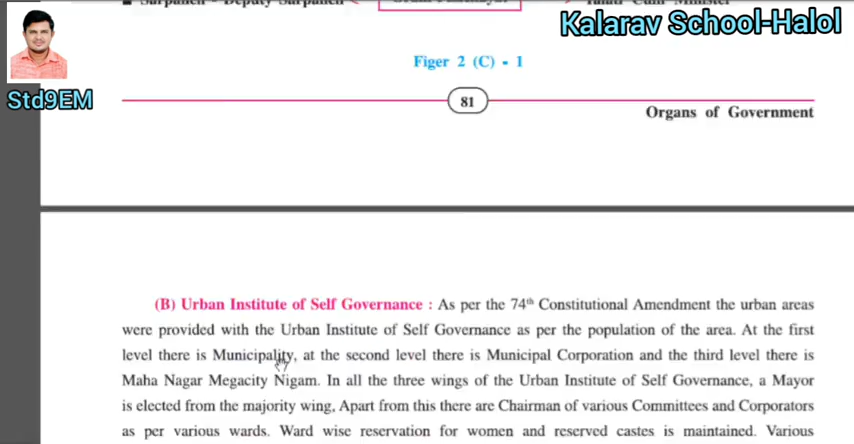 Kalarav School-Halol
Std9EM
Figer 2 (C) - 1
81
Organs of Government
(B) Urban Institute of Self Governance : As per the 74th Constitutional Amendment the urban areas
were provided with the Urban Institute of Self Governance as per the population of the area. At the first
level there is Municipality, at the second level there is Municipal Corporation and the third level there is
Maha Nagar Megacity Nigam. In all the three wings of the Urban Institute of Self Governance, a Mayor
is elected from the majority wing, Apart from this there are Chairman of various Committees and Corporators
as per various wards. Ward wise reservation for women and reserved castes is maintained. Various